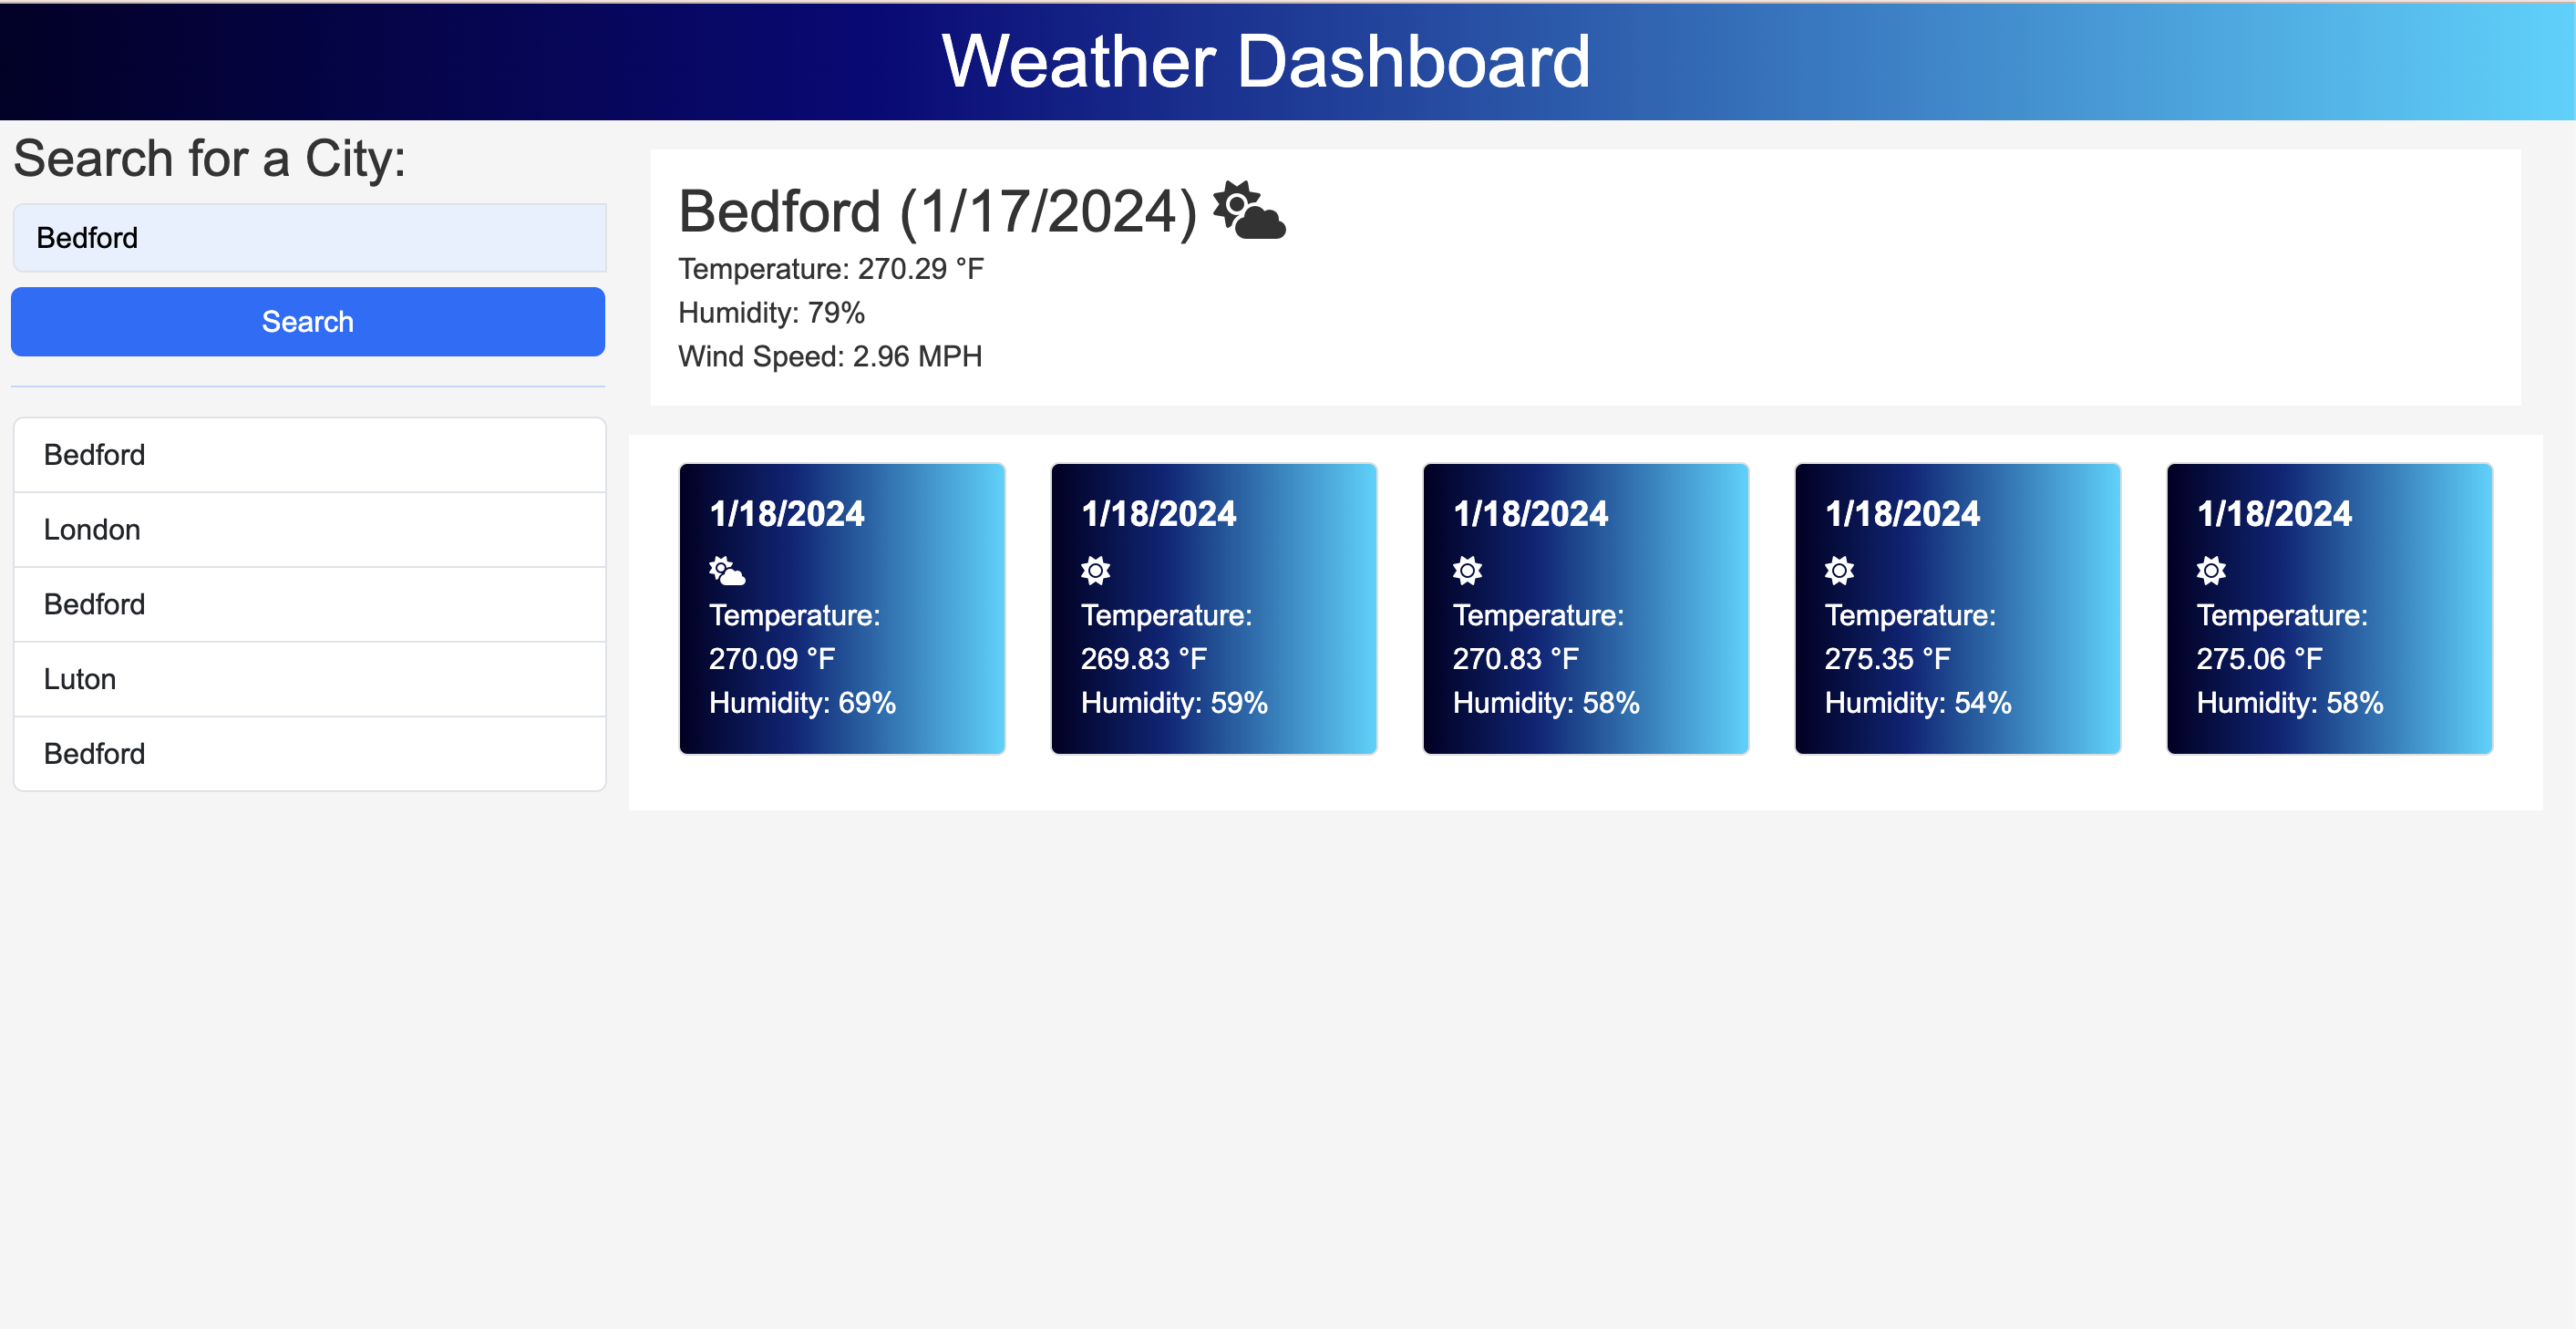 Weather Dashboard
Search for a City:
Bedford
Search
Bedford
London
Bedford
Luton
Bedford
Bedford (1/17/2024)
Temperature: 270.29 °F
Humidity: 79%
Wind Speed: 2.96 MPH
1/18/2024
Temperature:
270.09 °F
Humidity: 69%
1/18/2024
Temperature:
269.83 °F
Humidity: 59%
1/18/2024
Temperature:
270.83 °F
Humidity: 58%
1/18/2024
Temperature:
275.35 °F
Humidity: 54%
1/18/2024
Temperature:
275.06 °F
Humidity: 58%